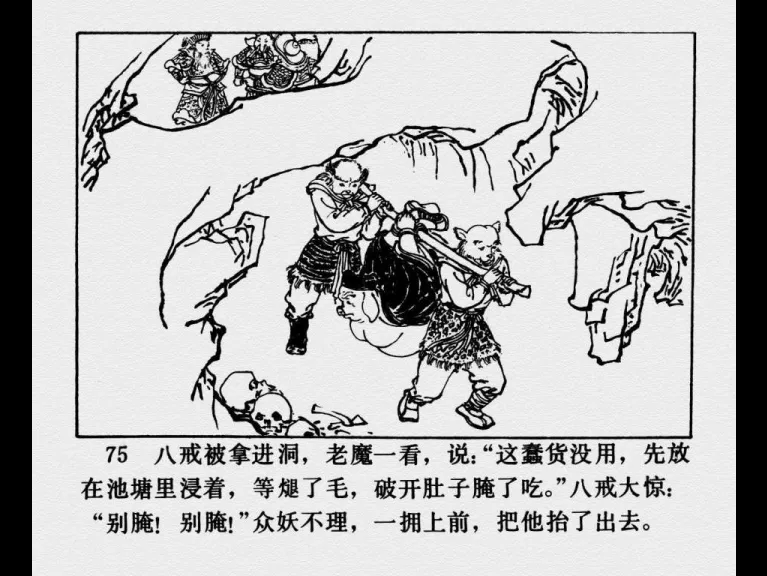 75 八戒被拿进洞，老魔一看，说：“这蠢货没用，先放
在池塘里浸着，等煺了毛，破开肚子腌了吃。”八戒大惊：
“别腌！别腌！”众妖不理，一拥上前，把他抬了出去。